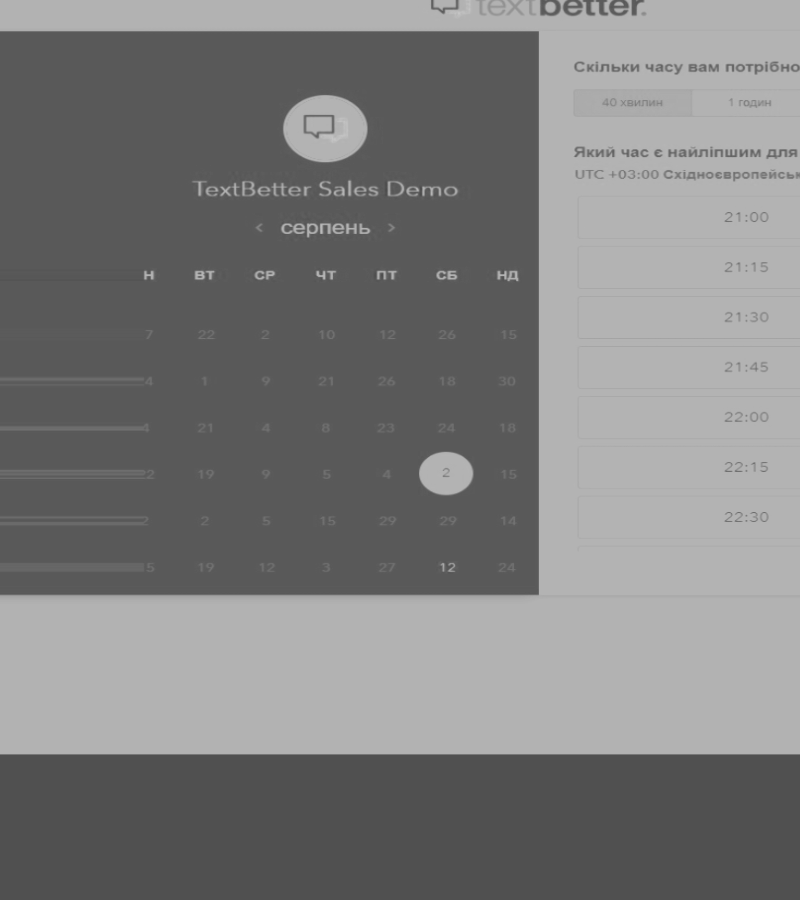 textbetter.
TextBetter Sales Demo
< серпень >
Н ВТ СР ЧТ ПТ СБ НД
7 22 2 10 12 26 15
4 1 9 21 26 18 30
4 21 4 8 23 24 18
2 19 9 5 4 2 15
2 2 5 15 29 29 14
5 19 12 3 27 12 24
Скільки часу вам потрібно
40 хвилин 1 годин
Який час є найліпшим для
UTC +03:00 Східноєвропейськ
21:00
21:15
21:30
21:45
22:00
22:15
22:30